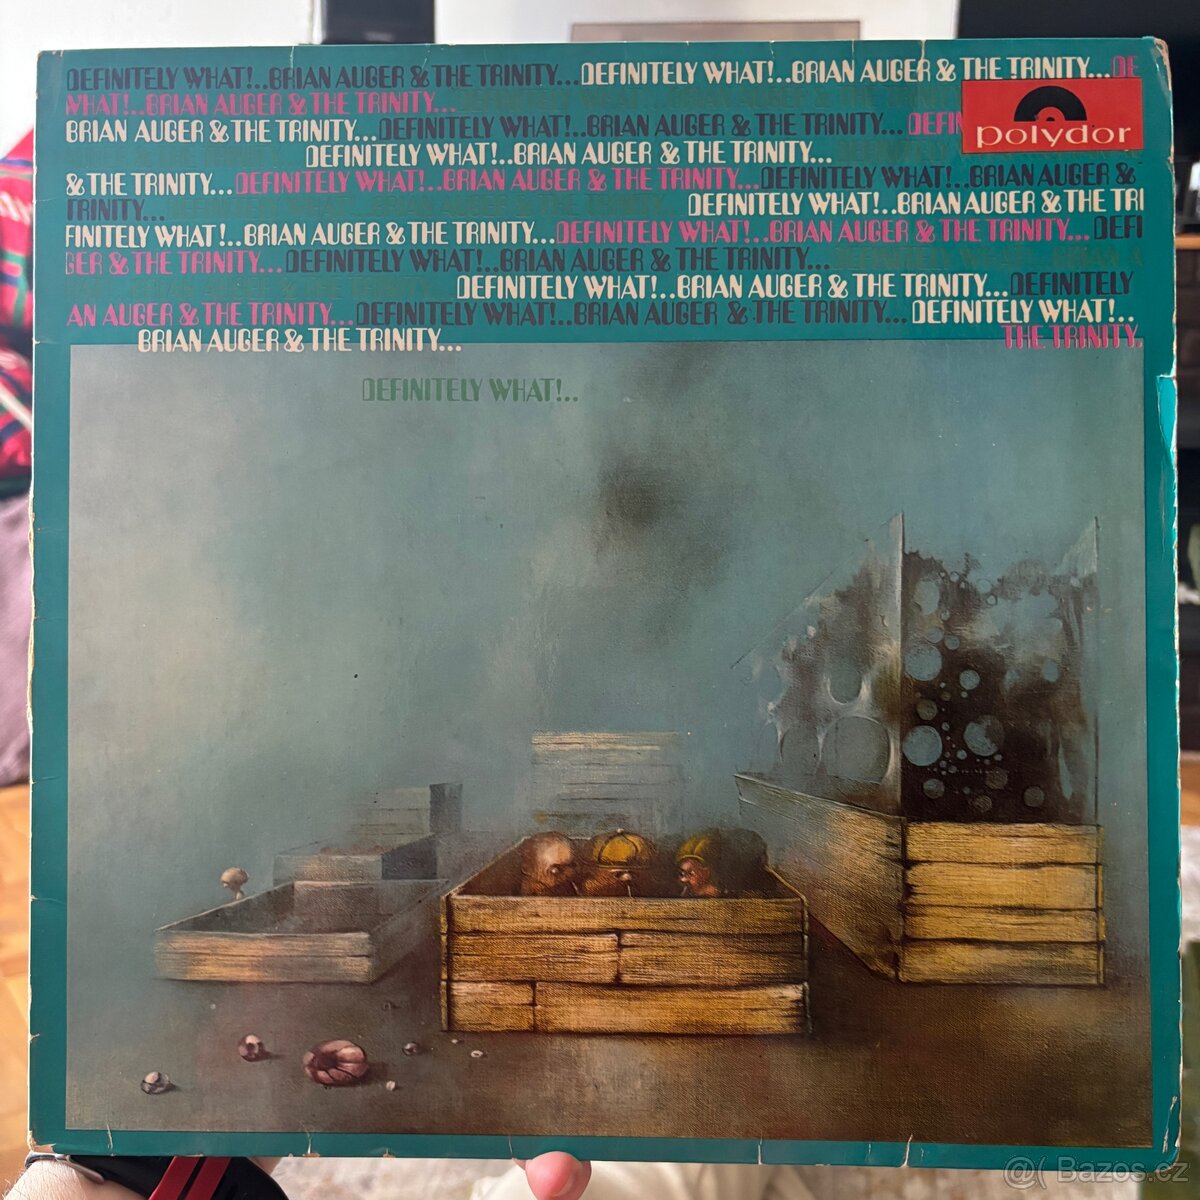 DEFINITELY WHAT!..BRIAN AUGER & THE TRINITY...DEFINITELY WHAT!..BRIAN AUGER & THE TRINITY...DE
WHAT!..BRIAN AUGER & THE TRINITY...
polydor
BRIAN AUGER & THE TRINITY...DEFINITELY WHAT!..BRIAN AUGER & THE TRINITY...DEFIN
DEFINITELY WHAT!..BRIAN AUGER & THE TRINITY...
& THE TRINITY...DEFINITELY WHAT!..BRIAN AUGER & THE TRINITY...DEFINITELY WHAT!..BRIAN AUGER &
TRINITY... DEFINITELY WHAT!..BRIAN AUGER & THE TRI
FINITELY WHAT!..BRIAN AUGER & THE TRINITY...DEFINITELY WHAT!..BRIAN AUGER & THE TRINITY...DEFI
GER & THE TRINITY...DEFINITELY WHAT!..BRIAN AUGER & THE TRINITY...
DEFINITELY WHAT!..BRIAN AUGER & THE TRINITY...DEFINITELY
AN AUGER & THE TRINITY...DEFINITELY WHAT!..BRIAN AUGER & THE TRINITY...DEFINITELY WHAT!..
BRIAN AUGER & THE TRINITY... THE TRINITY.
DEFINITELY WHAT!..
@( Bazos.cz